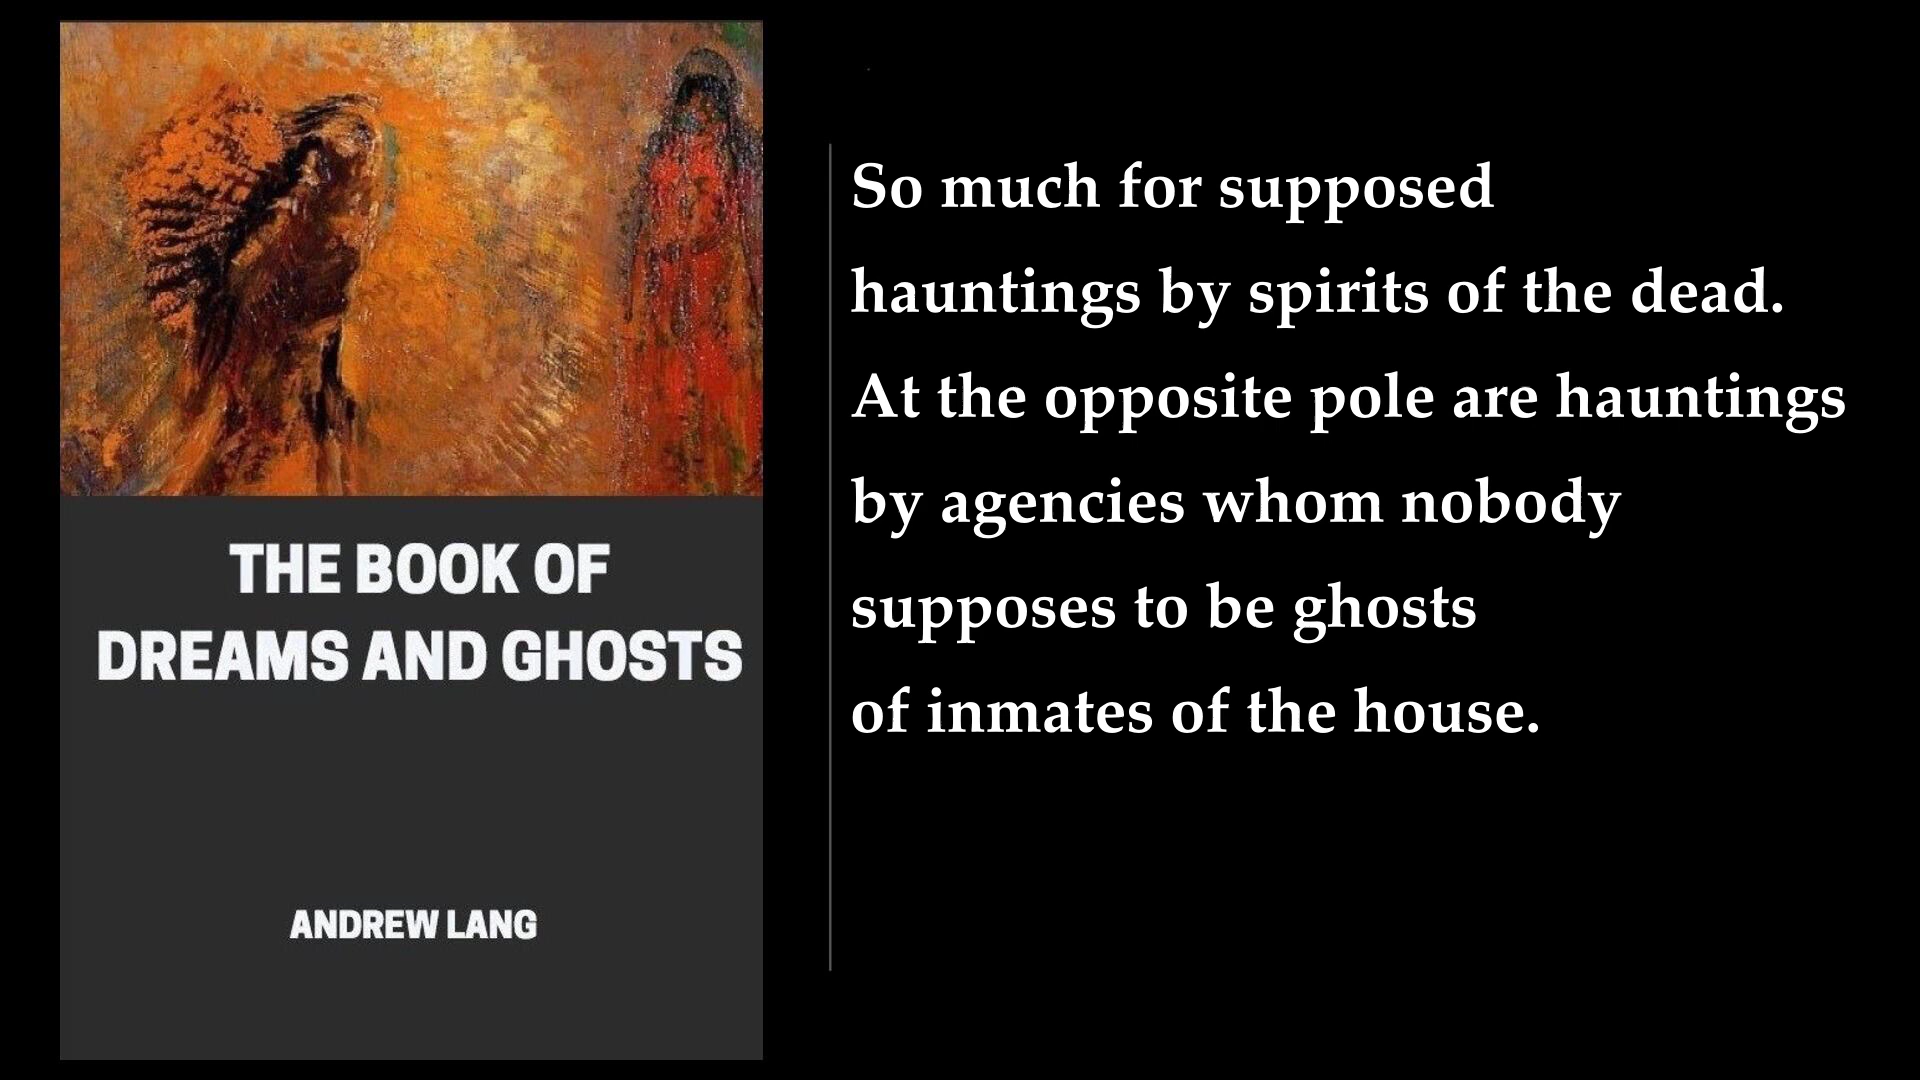 THE BOOK OF
DREAMS AND GHOSTS
ANDREW LANG
So much for supposed
hauntings by spirits of the dead.
At the opposite pole are hauntings
by agencies whom nobody
supposes to be ghosts
of inmates of the house.